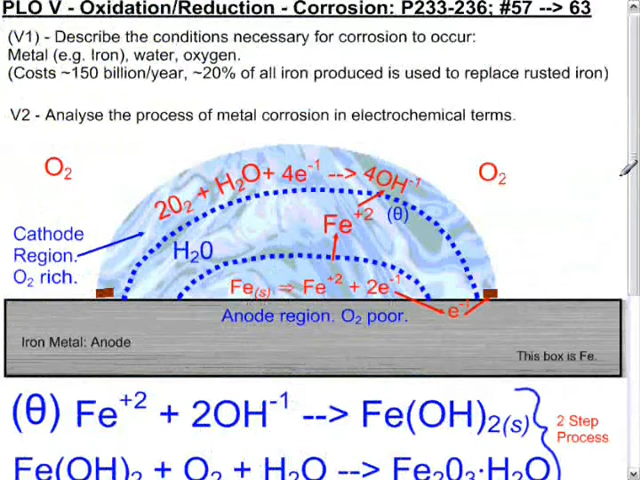 PLO V - Oxidation/Reduction - Corrosion: P233-236; #57 --> 63
(V1) - Describe the conditions necessary for corrosion to occur:
Metal (e.g. Iron), water, oxygen.
(Costs ~150 billion/year, ~20% of all iron produced is used to replace rusted iron)
V2 - Analyse the process of metal corrosion in electrochemical terms.
O₂
O₂
20₂ + H₂O + 4e⁻¹ --> 4OH⁻¹
Fe⁺² (θ)
Cathode
Region.
O₂ rich.
H₂0
Fe(s) ⇌ Fe⁺² + 2e⁻¹
Anode region. O₂ poor.
e⁻¹
Iron Metal: Anode
This box is Fe.
(θ) Fe⁺² + 2OH⁻¹ --> Fe(OH)₂(s)
2 Step
Process
Fe(OH)₂ + O₂ + H₂O --> Fe₂0₃·H₂O